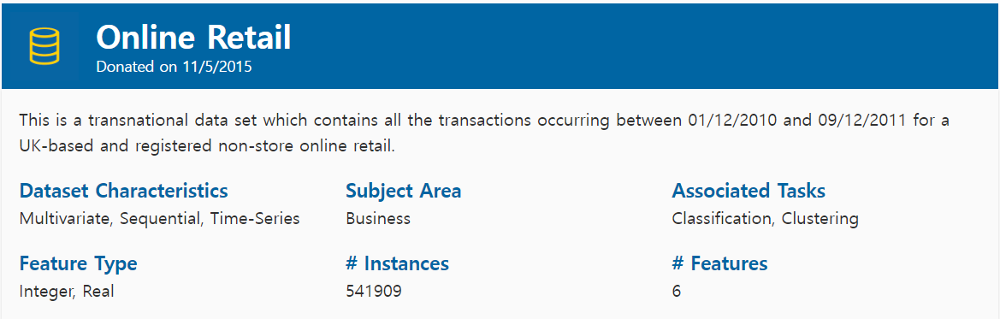 Online Retail
Donated on 11/5/2015
This is a transnational data set which contains all the transactions occurring between 01/12/2010 and 09/12/2011 for a
UK-based and registered non-store online retail.
Dataset Characteristics
Multivariate, Sequential, Time-Series
Subject Area
Business
Associated Tasks
Classification, Clustering
Feature Type
Integer, Real
# Instances
541909
# Features
6